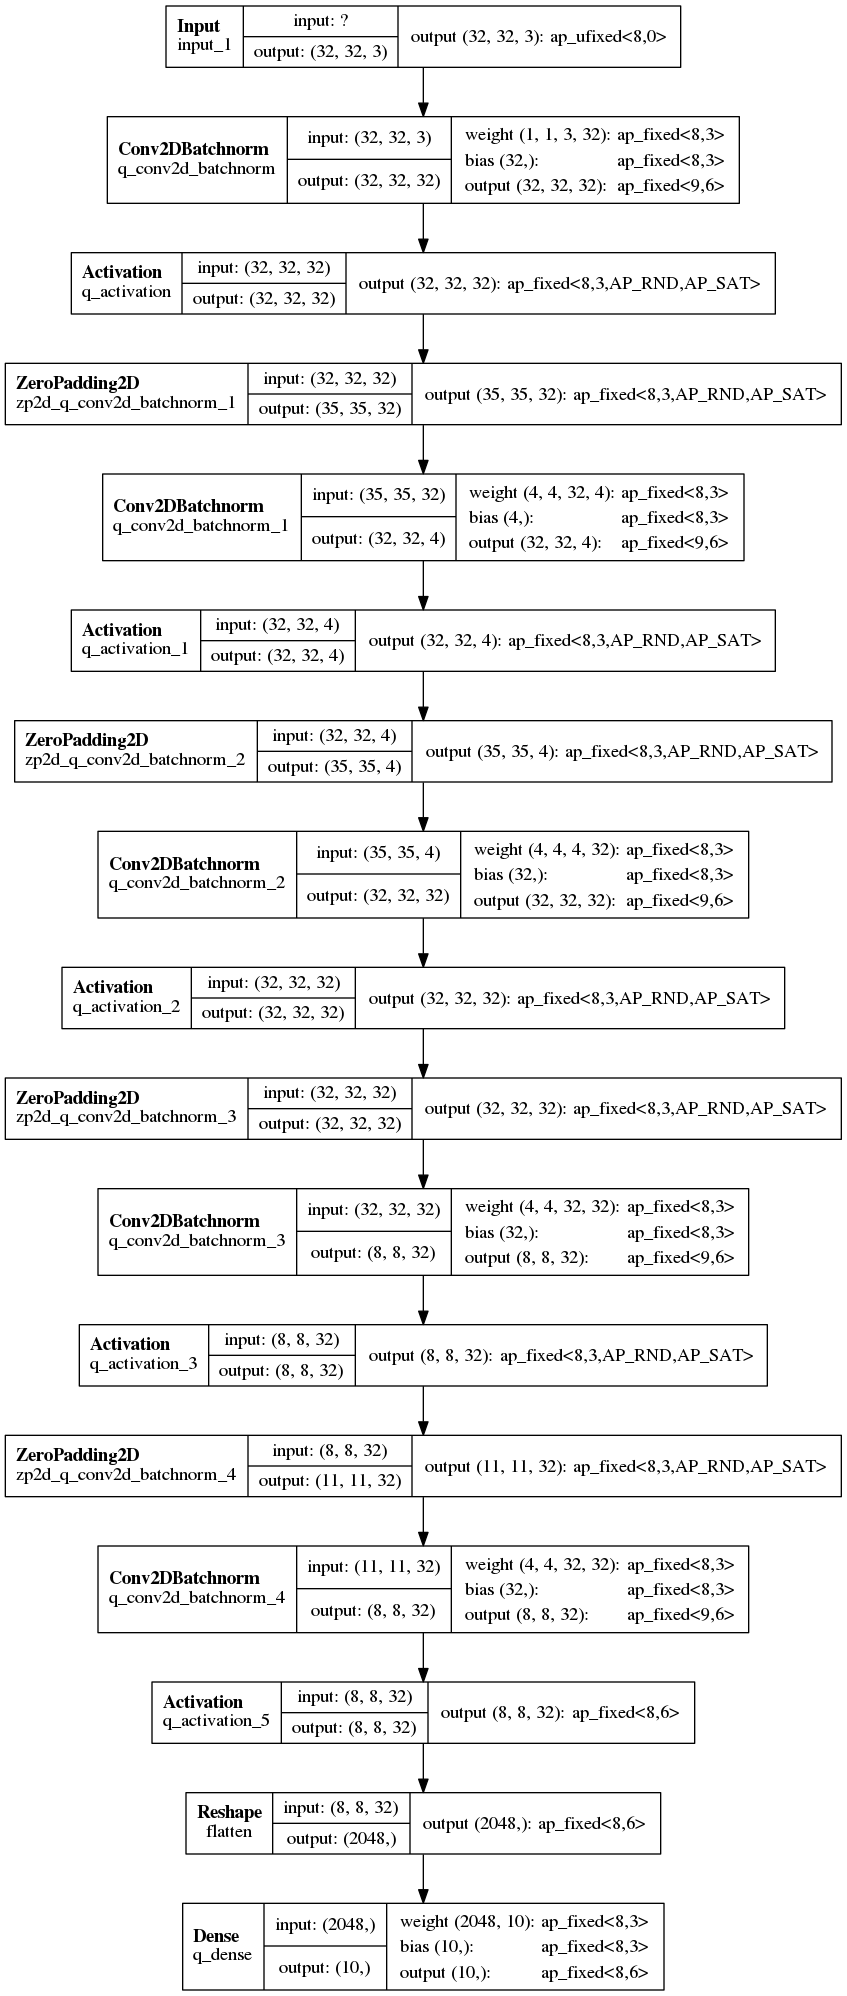 Input
input_1
input: ?
output: (32, 32, 3)
output (32, 32, 3): ap_ufixed<8,0>
Conv2DBatchnorm
q_conv2d_batchnorm
input: (32, 32, 3)
output: (32, 32, 32)
weight (1, 1, 3, 32): ap_fixed<8,3>
bias (32,): ap_fixed<8,3>
output (32, 32, 32): ap_fixed<9,6>
Activation
q_activation
input: (32, 32, 32)
output: (32, 32, 32)
output (32, 32, 32): ap_fixed<8,3,AP_RND,AP_SAT>
ZeroPadding2D
zp2d_q_conv2d_batchnorm_1
input: (32, 32, 32)
output: (35, 35, 32)
output (35, 35, 32): ap_fixed<8,3,AP_RND,AP_SAT>
Conv2DBatchnorm
q_conv2d_batchnorm_1
input: (35, 35, 32)
output: (32, 32, 4)
weight (4, 4, 32, 4): ap_fixed<8,3>
bias (4,): ap_fixed<8,3>
output (32, 32, 4): ap_fixed<9,6>
Activation
q_activation_1
input: (32, 32, 4)
output: (32, 32, 4)
output (32, 32, 4): ap_fixed<8,3,AP_RND,AP_SAT>
ZeroPadding2D
zp2d_q_conv2d_batchnorm_2
input: (32, 32, 4)
output: (35, 35, 4)
output (35, 35, 4): ap_fixed<8,3,AP_RND,AP_SAT>
Conv2DBatchnorm
q_conv2d_batchnorm_2
input: (35, 35, 4)
output: (32, 32, 32)
weight (4, 4, 4, 32): ap_fixed<8,3>
bias (32,): ap_fixed<8,3>
output (32, 32, 32): ap_fixed<9,6>
Activation
q_activation_2
input: (32, 32, 32)
output: (32, 32, 32)
output (32, 32, 32): ap_fixed<8,3,AP_RND,AP_SAT>
ZeroPadding2D
zp2d_q_conv2d_batchnorm_3
input: (32, 32, 32)
output: (32, 32, 32)
output (32, 32, 32): ap_fixed<8,3,AP_RND,AP_SAT>
Conv2DBatchnorm
q_conv2d_batchnorm_3
input: (32, 32, 32)
output: (8, 8, 32)
weight (4, 4, 32, 32): ap_fixed<8,3>
bias (32,): ap_fixed<8,3>
output (8, 8, 32): ap_fixed<9,6>
Activation
q_activation_3
input: (8, 8, 32)
output: (8, 8, 32)
output (8, 8, 32): ap_fixed<8,3,AP_RND,AP_SAT>
ZeroPadding2D
zp2d_q_conv2d_batchnorm_4
input: (8, 8, 32)
output: (11, 11, 32)
output (11, 11, 32): ap_fixed<8,3,AP_RND,AP_SAT>
Conv2DBatchnorm
q_conv2d_batchnorm_4
input: (11, 11, 32)
output: (8, 8, 32)
weight (4, 4, 32, 32): ap_fixed<8,3>
bias (32,): ap_fixed<8,3>
output (8, 8, 32): ap_fixed<9,6>
Activation
q_activation_5
input: (8, 8, 32)
output: (8, 8, 32)
output (8, 8, 32): ap_fixed<8,6>
Reshape
flatten
input: (8, 8, 32)
output: (2048,)
output (2048,): ap_fixed<8,6>
Dense
q_dense
input: (2048,)
output: (10,)
weight (2048, 10): ap_fixed<8,3>
bias (10,): ap_fixed<8,3>
output (10,): ap_fixed<8,6>